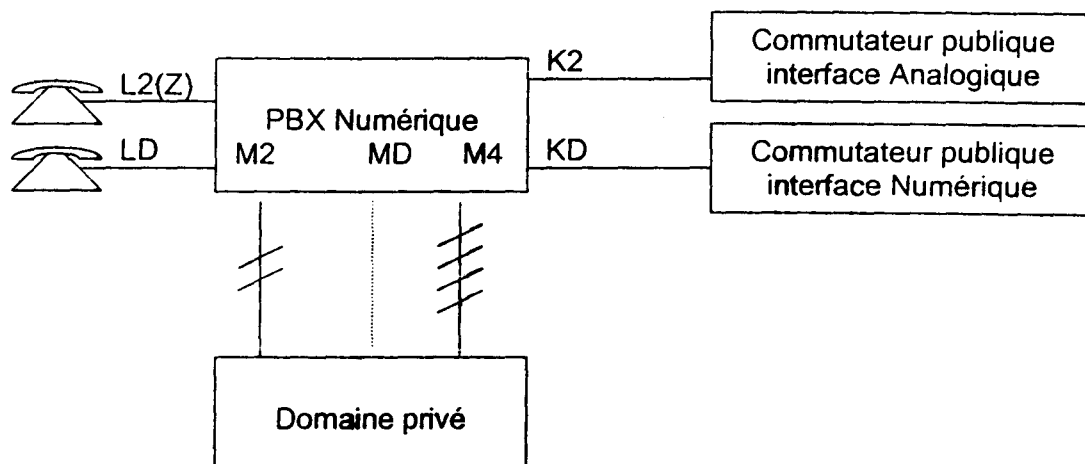 L2(Z)
LD
PBX Numérique
M2 MD M4
K2
KD
Commutateur publique
interface Analogique
Commutateur publique
interface Numérique
Domaine privé